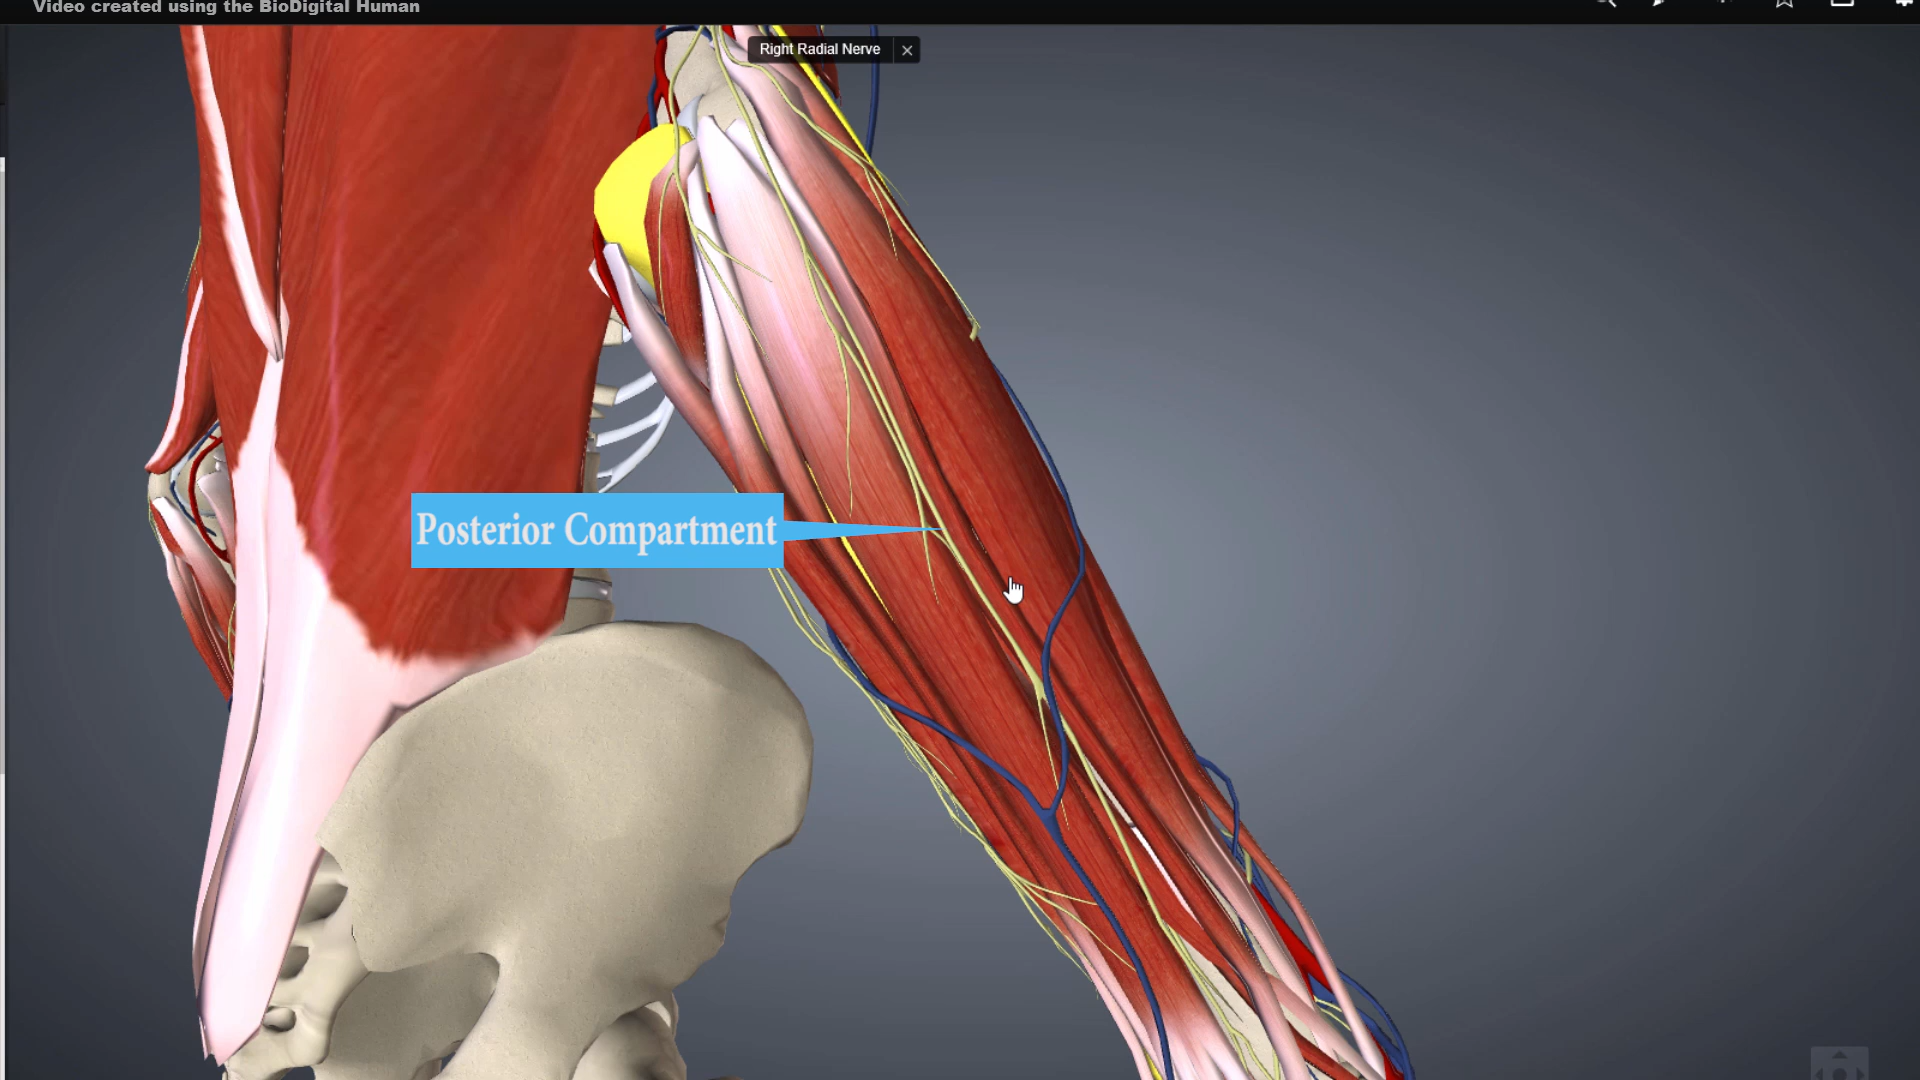 Video created using the BioDigital Human
Right Radial Nerve
Posterior Compartment